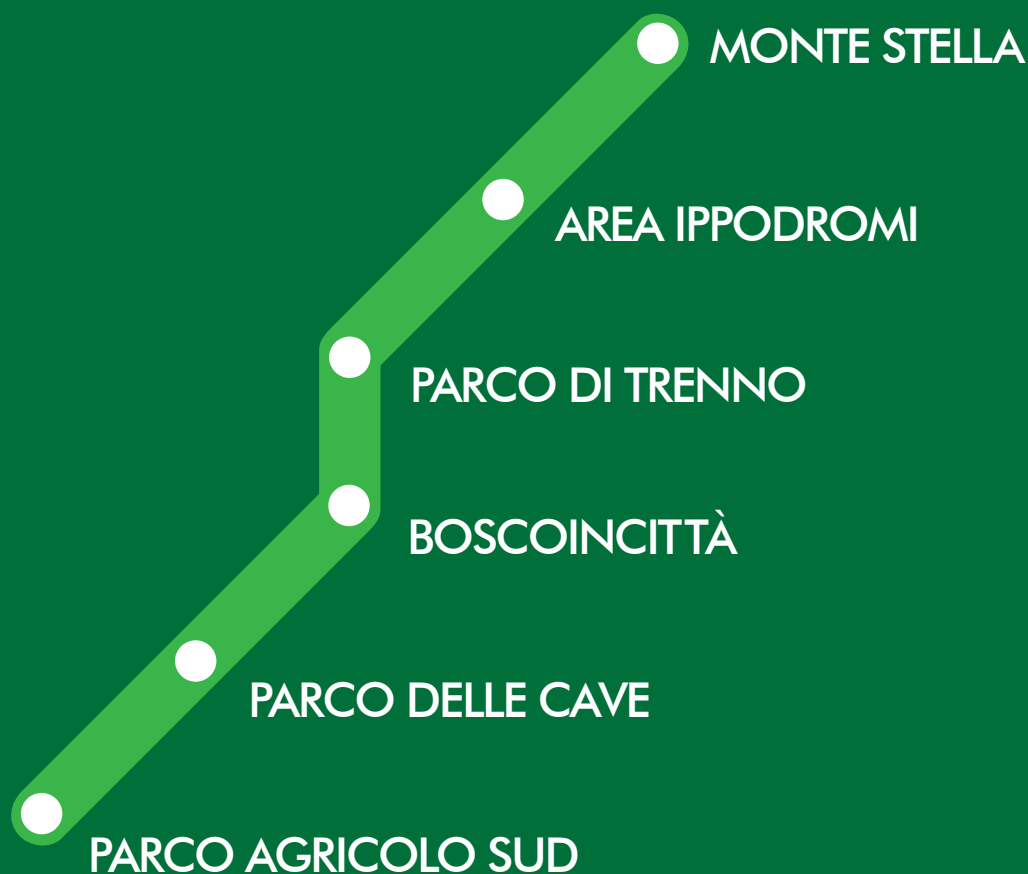 MONTE STELLA
AREA IPPODROMI
PARCO DI TRENNO
BOSCOINCITTÀ
PARCO DELLE CAVE
PARCO AGRICOLO SUD